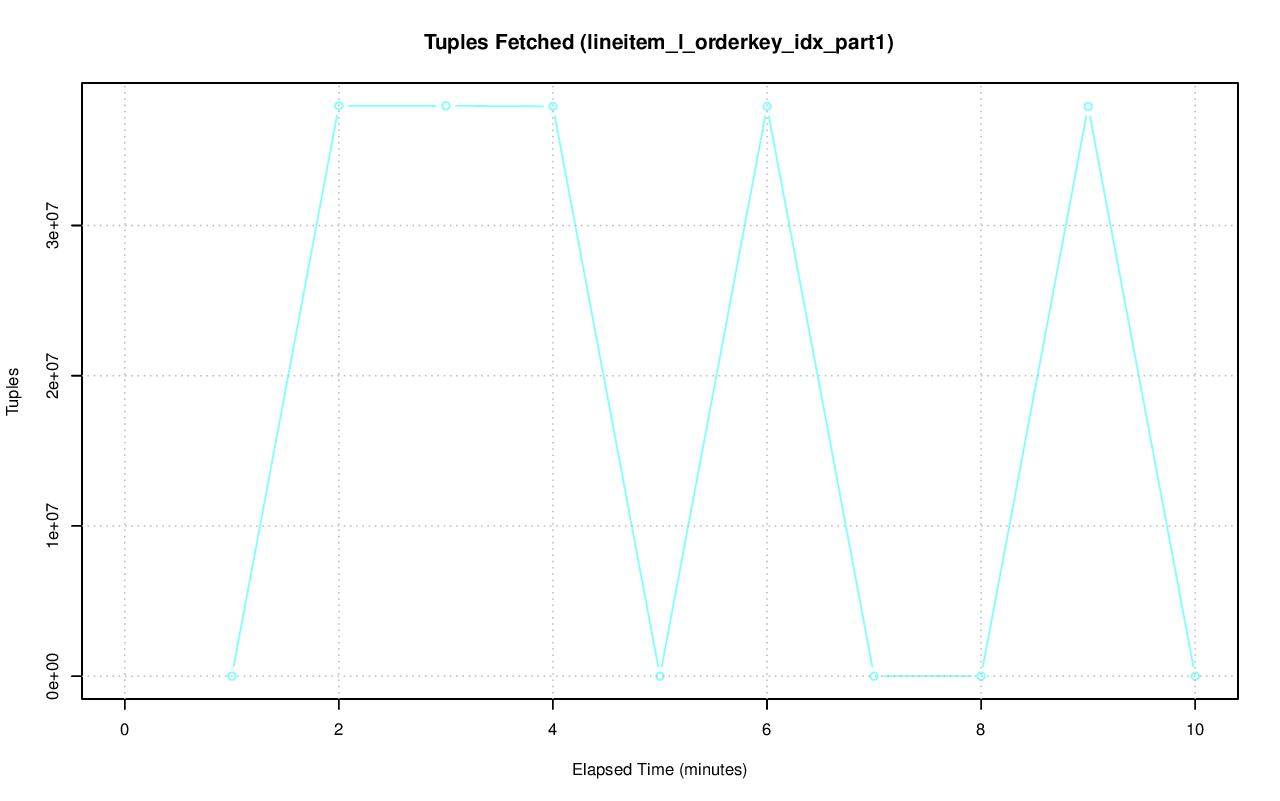 Tuples Fetched (lineitem_l_orderkey_idx_part1)
Tuples
3e+07
2e+07
1e+07
0e+00
0 2 4 6 8 10
Elapsed Time (minutes)